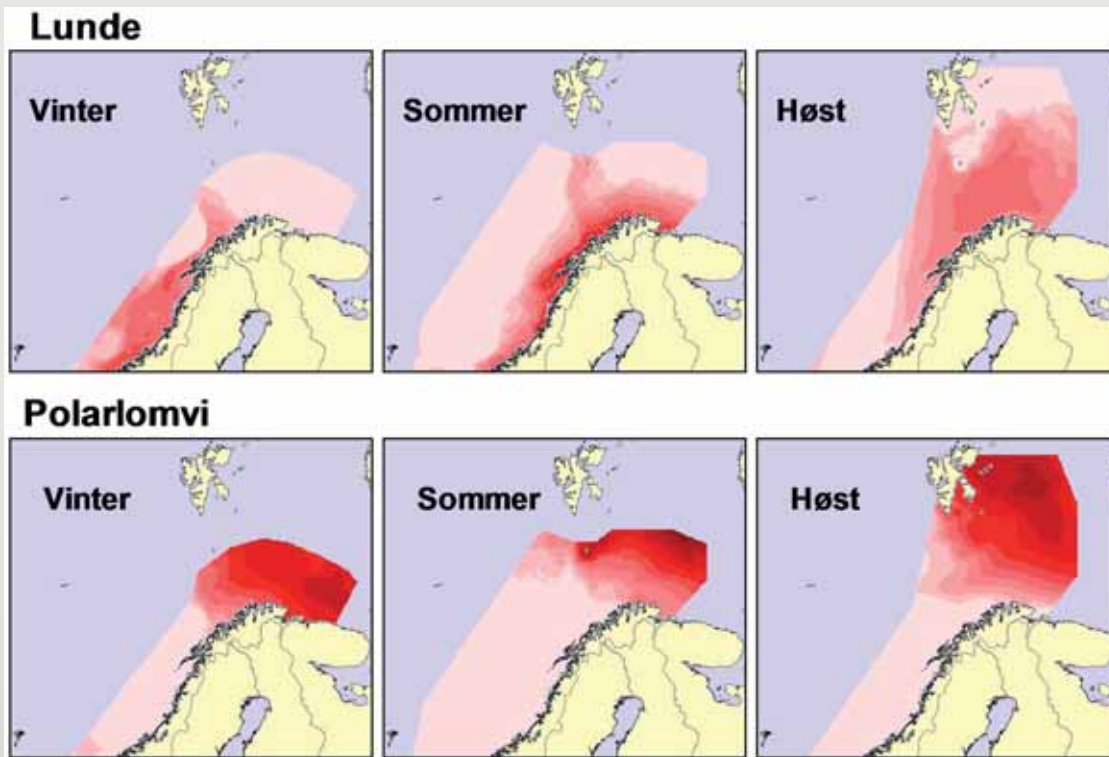 Lunde
Vinter
Sommer
Høst
Polarlomvi
Vinter
Sommer
Høst